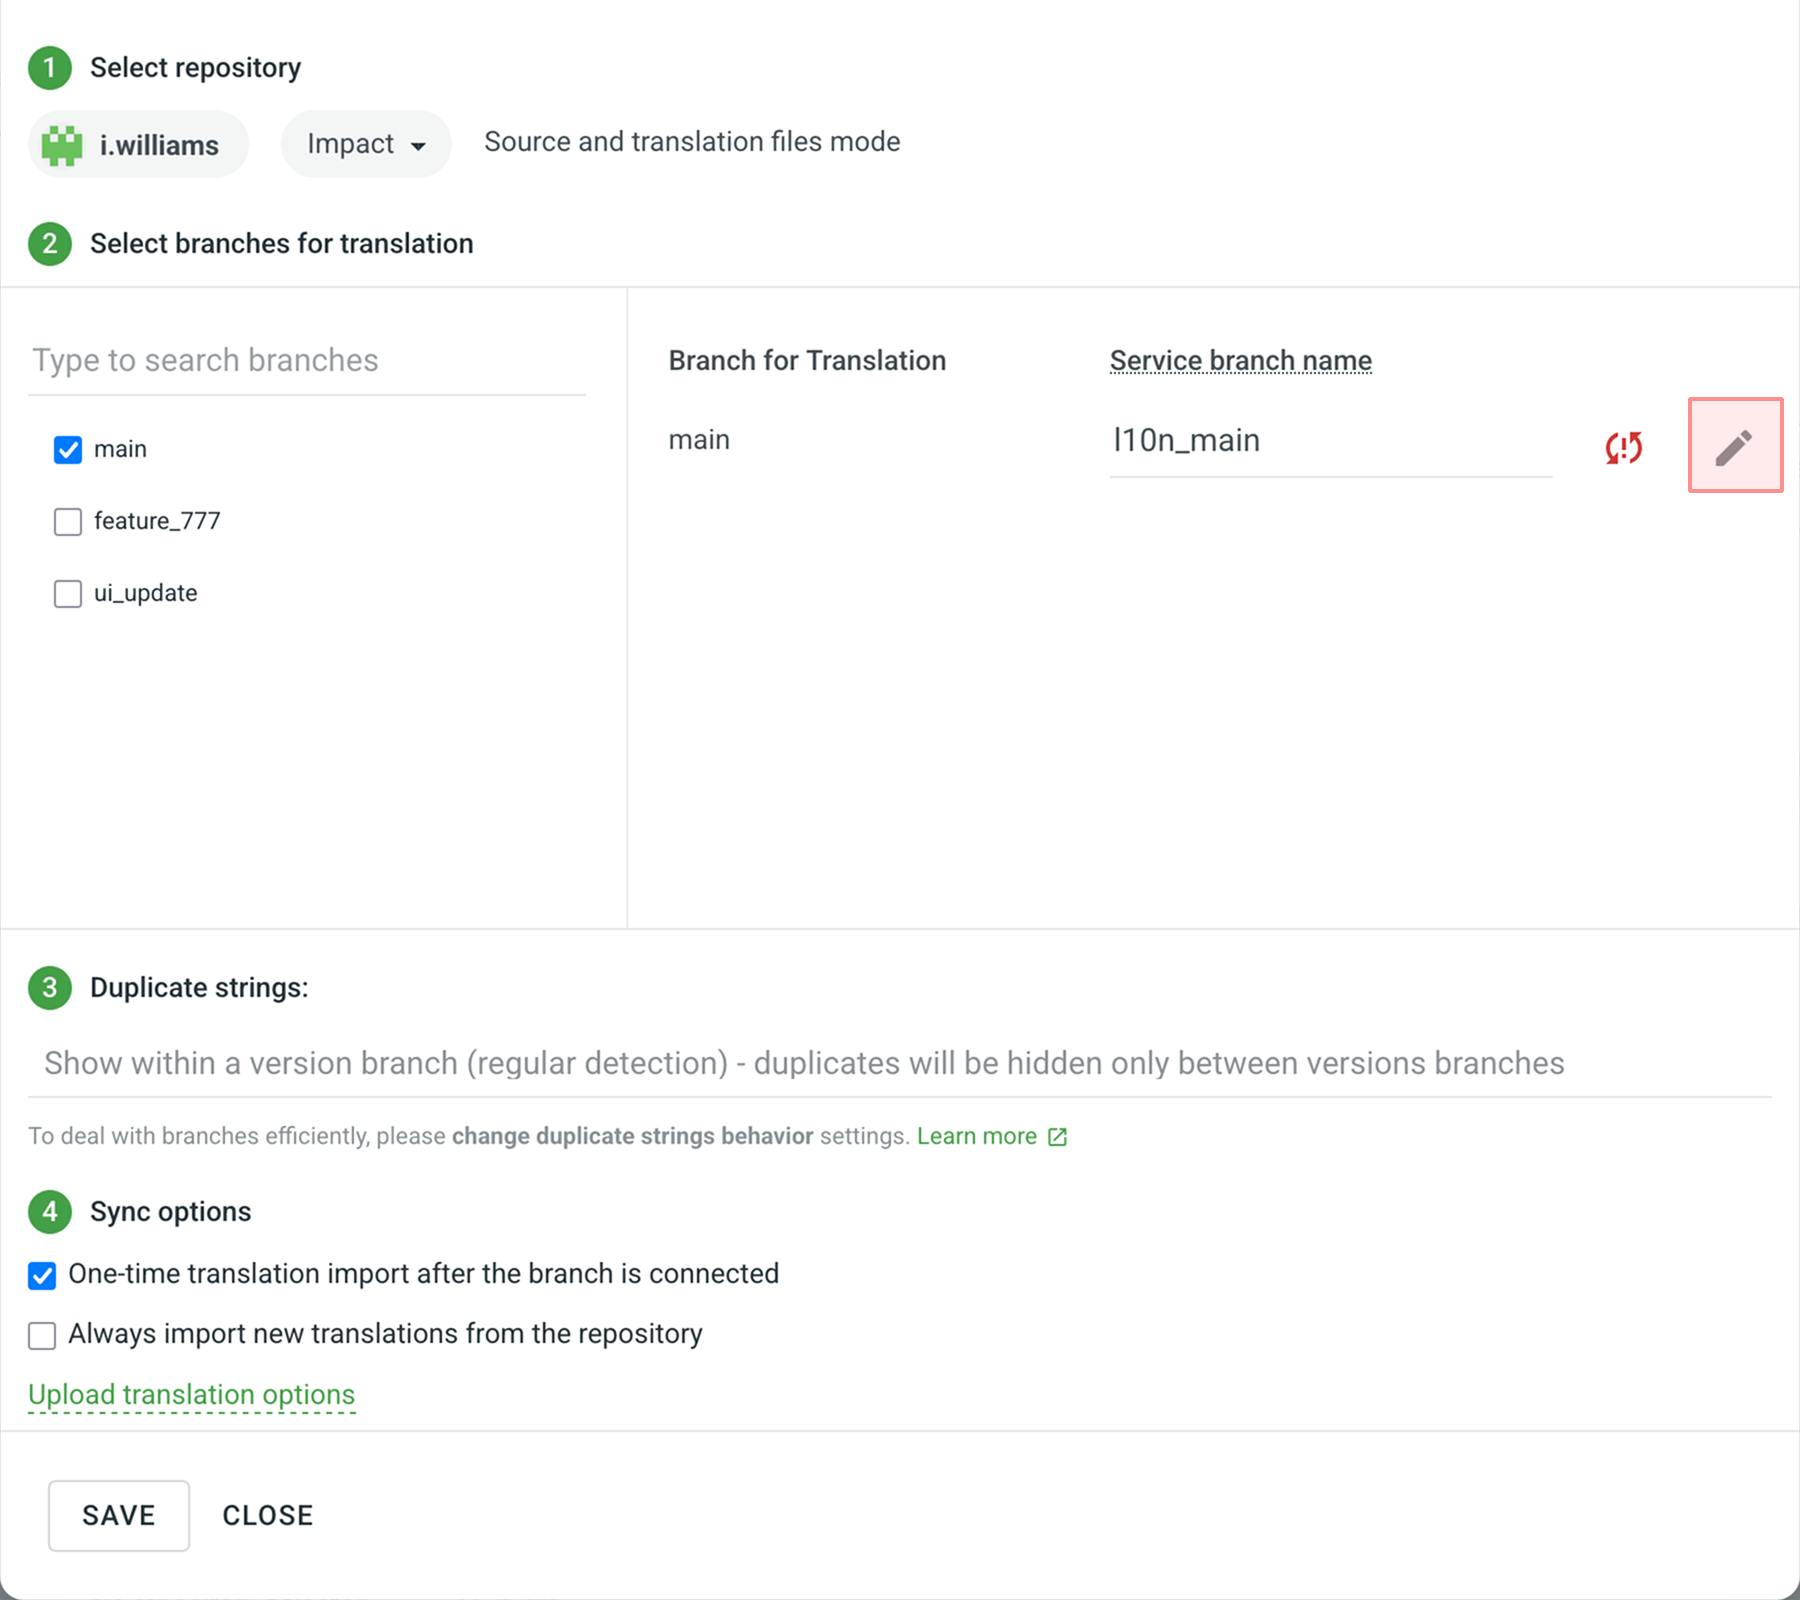 1 Select repository
i.williams Impact Source and translation files mode
2 Select branches for translation
Type to search branches
Branch for Translation Service branch name
main
main l10n_main
feature_777
ui_update
3 Duplicate strings:
Show within a version branch (regular detection) - duplicates will be hidden only between versions branches
To deal with branches efficiently, please change duplicate strings behavior settings. Learn more
4 Sync options
One-time translation import after the branch is connected
Always import new translations from the repository
Upload translation options
SAVE CLOSE